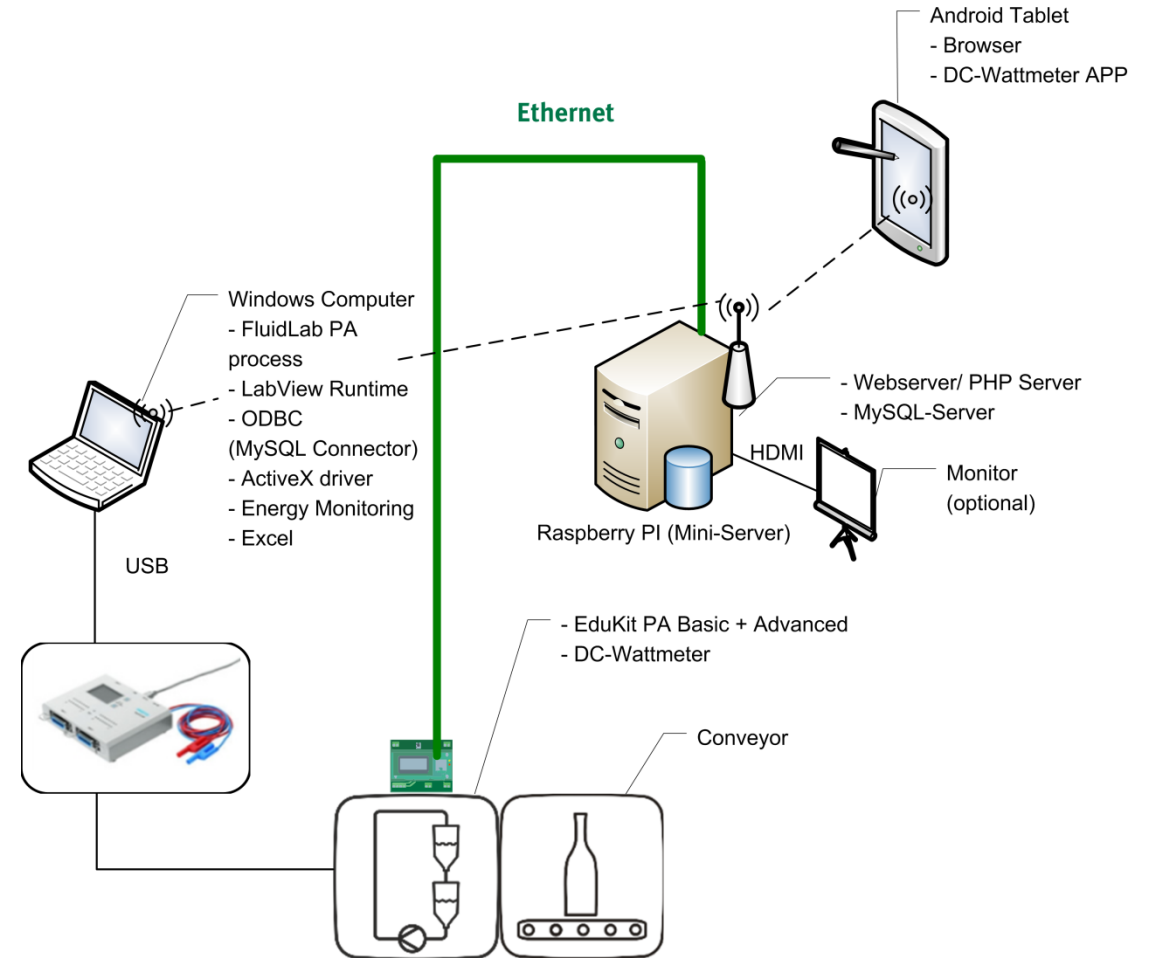 Android Tablet
- Browser
- DC-Wattmeter APP
Ethernet
Windows Computer
- FluidLab PA
process
- LabView Runtime
- ODBC
(MySQL Connector)
- ActiveX driver
- Energy Monitoring
- Excel
- Webserver/ PHP Server
- MySQL-Server
HDMI
Monitor
(optional)
Raspberry PI (Mini-Server)
USB
- EduKit PA Basic + Advanced
- DC-Wattmeter
Conveyor